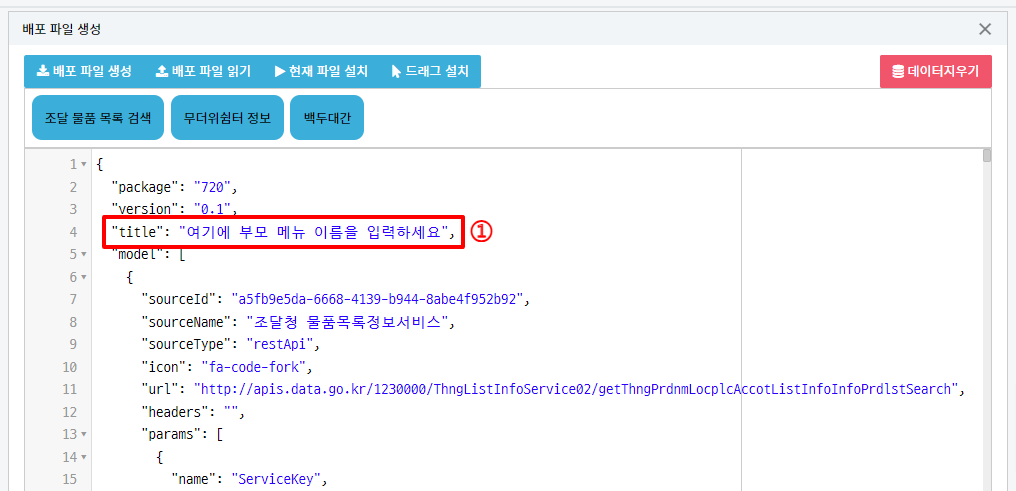 배포 파일 생성
배포 파일 생성 배포 파일 읽기 현재 파일 설치 드래그 설치 데이터지우기
조달 물품 목록 검색 무더위쉼터 정보 백두대간
1 {
2 "package": "720",
3 "version": "0.1",
4 "title": "여기에 부모 메뉴 이름을 입력하세요", ①
5 "model": [
6 {
7 "sourceId": "a5fb9e5da-6668-4139-b944-8abe4f952b92",
8 "sourceName": "조달청 물품목록정보서비스",
9 "sourceType": "restApi",
10 "icon": "fa-code-fork",
11 "url": "http://apis.data.go.kr/1230000/ThngListInfoService02/getThngPrdnmLocplcAccotListInfoInfoPrdlstSearch",
12 "headers": "",
13 "params": [
14 {
15 "name": "ServiceKey",